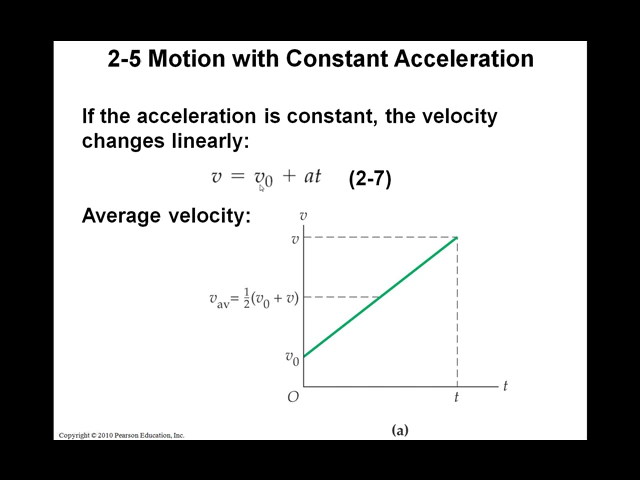 2-5 Motion with Constant Acceleration
If the acceleration is constant, the velocity
changes linearly:
v = v₀ + at (2-7)
Average velocity:
v
v
v_av = ½(v₀ + v)
v₀
O
t
t
(a)
Copyright © 2010 Pearson Education, Inc.